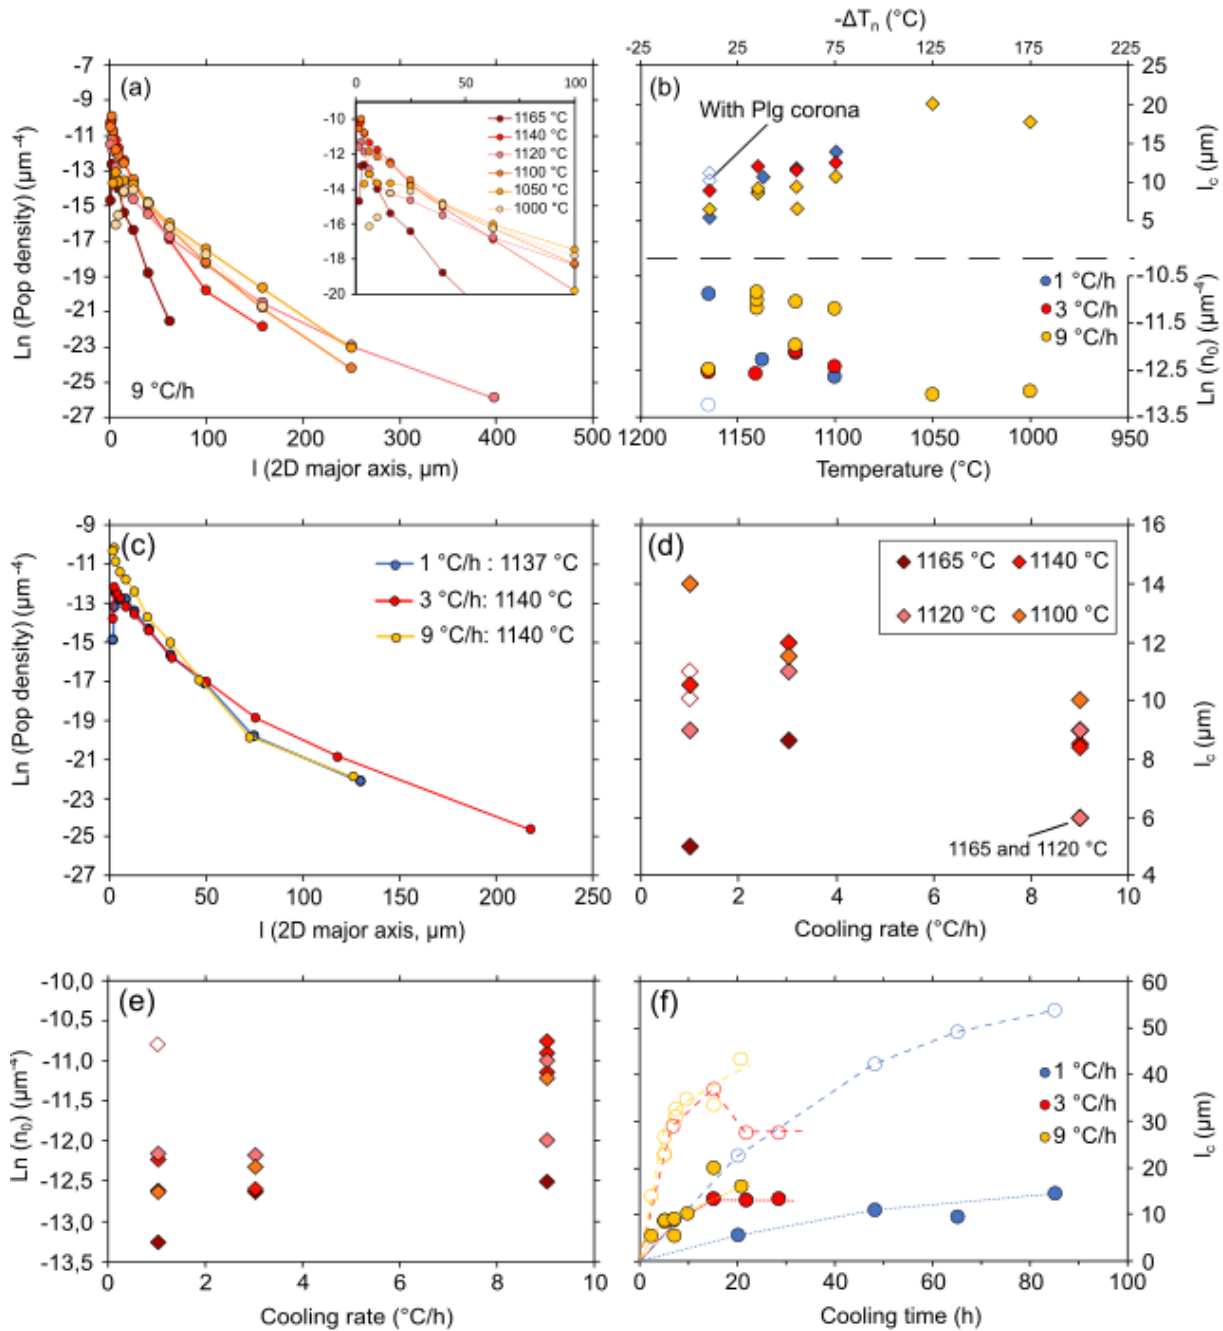 (a)
-7
-9
-11
-13
-15
-17
-19
-21
-23
-25
-27
Ln (Pop density) (µm⁻⁴)
0
50
100
-10
-12
-14
-16
-18
-20
1165 °C
1140 °C
1120 °C
1100 °C
1050 °C
1000 °C
9 °C/h
0
100
200
300
400
500
l (2D major axis, µm)
-ΔTₙ (°C)
-25
25
75
125
175
225
(b)
With Plg corona
25
20
15
10
5
l꜀ (µm)
-10.5
-11.5
-12.5
-13.5
Ln (n₀) (µm⁻⁴)
1 °C/h
3 °C/h
9 °C/h
1200
1150
1100
1050
1000
950
Temperature (°C)
(c)
-9
-11
-13
-15
-17
-19
-21
-23
-25
-27
Ln (Pop density) (µm⁻⁴)
1 °C/h : 1137 °C
3 °C/h: 1140 °C
9 °C/h: 1140 °C
0
50
100
150
200
250
l (2D major axis, µm)
(d)
1165 °C
1140 °C
1120 °C
1100 °C
1165 and 1120 °C
16
14
12
10
8
6
4
l꜀ (µm)
0
2
4
6
8
10
Cooling rate (°C/h)
(e)
-10,0
-10,5
-11,0
-11,5
-12,0
-12,5
-13,0
-13,5
Ln (n₀) (µm⁻⁴)
0
2
4
6
8
10
Cooling rate (°C/h)
(f)
1 °C/h
3 °C/h
9 °C/h
60
50
40
30
20
10
0
l꜀ (µm)
0
20
40
60
80
100
Cooling time (h)